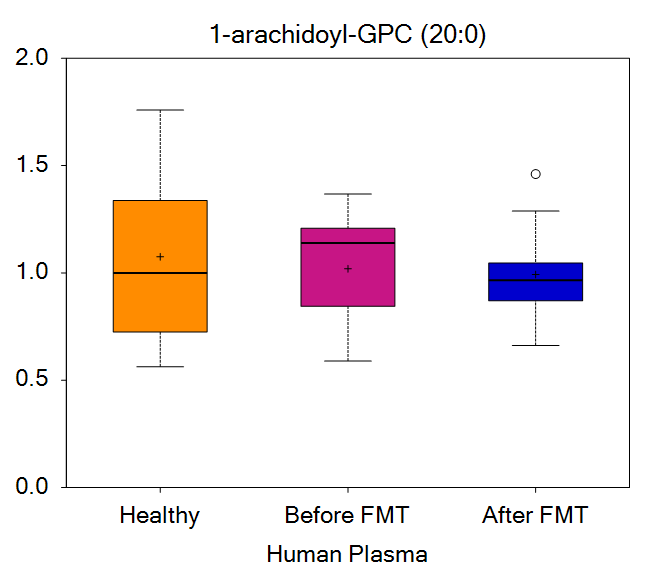 1-arachidoyl-GPC (20:0)
2.0
1.5
1.0
0.5
0.0
Healthy Before FMT After FMT
Human Plasma